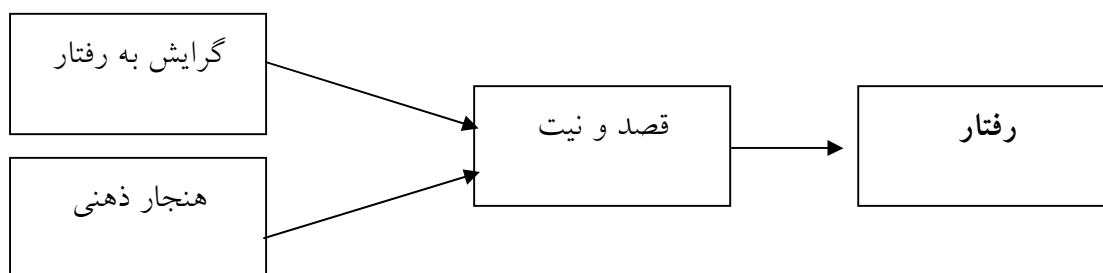 گرایش به رفتار
قصد و نیت
رفتار
هنجار ذهنی